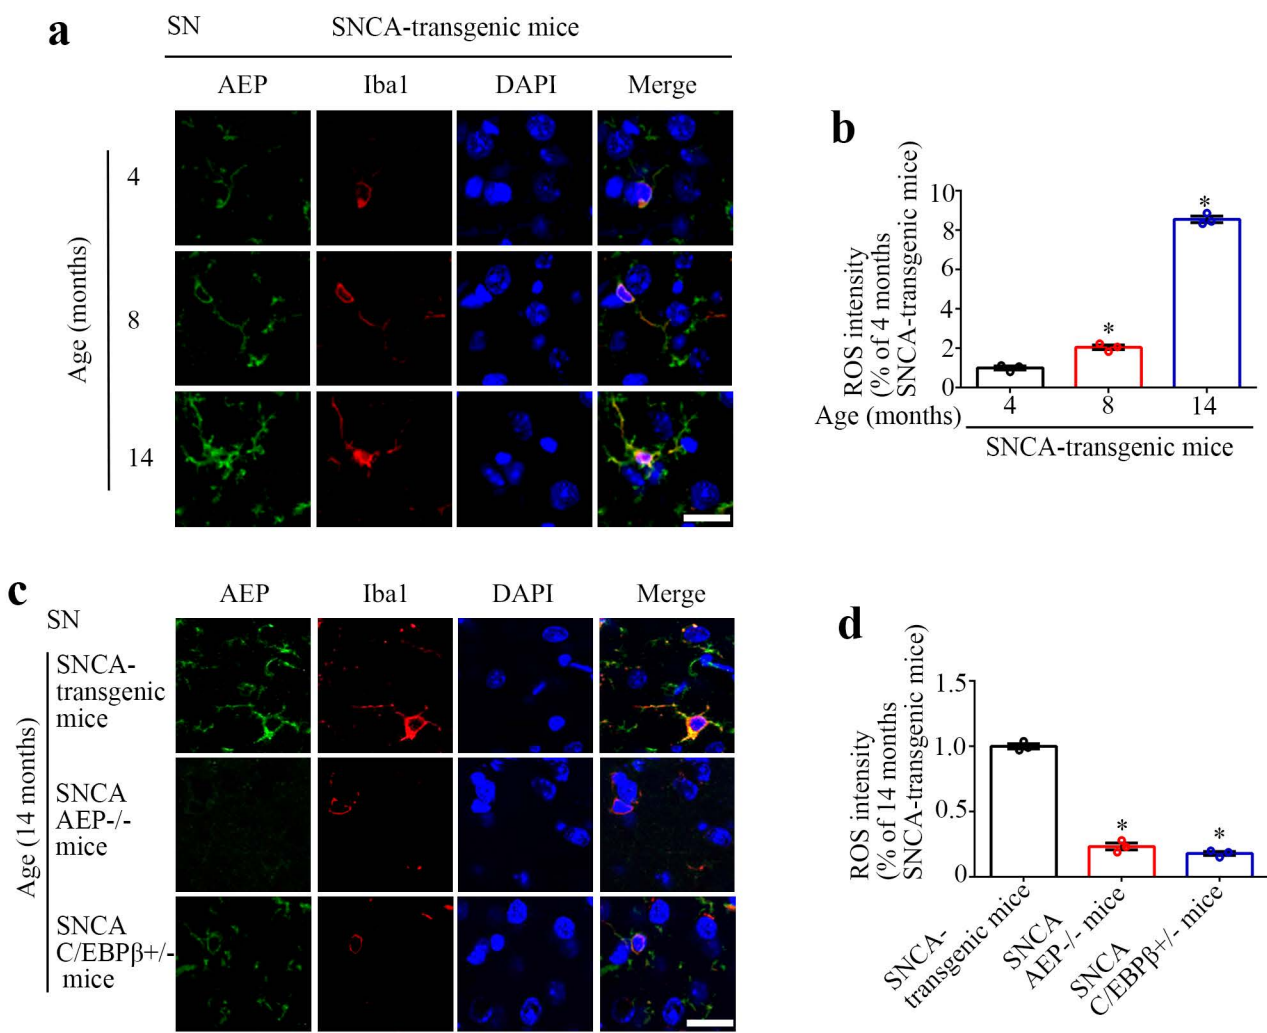 a
SN SNCA-transgenic mice
AEP Iba1 DAPI Merge
Age (months)
4
8
14
b
ROS intensity
(% of 4 months
SNCA-transgenic mice)
10
8
6
4
2
0
*
*
Age (months) 4 8 14
SNCA-transgenic mice
c
AEP Iba1 DAPI Merge
SN
Age (14 months)
SNCA-
transgenic
mice
SNCA
AEP-/-
mice
SNCA
C/EBPβ+/-
mice
d
ROS intensity
(% of 14 months
SNCA-transgenic mice)
1.5
1.0
0.5
0
*
*
SNCA-
transgenic mice
SNCA
AEP-/- mice
SNCA
C/EBPβ+/- mice